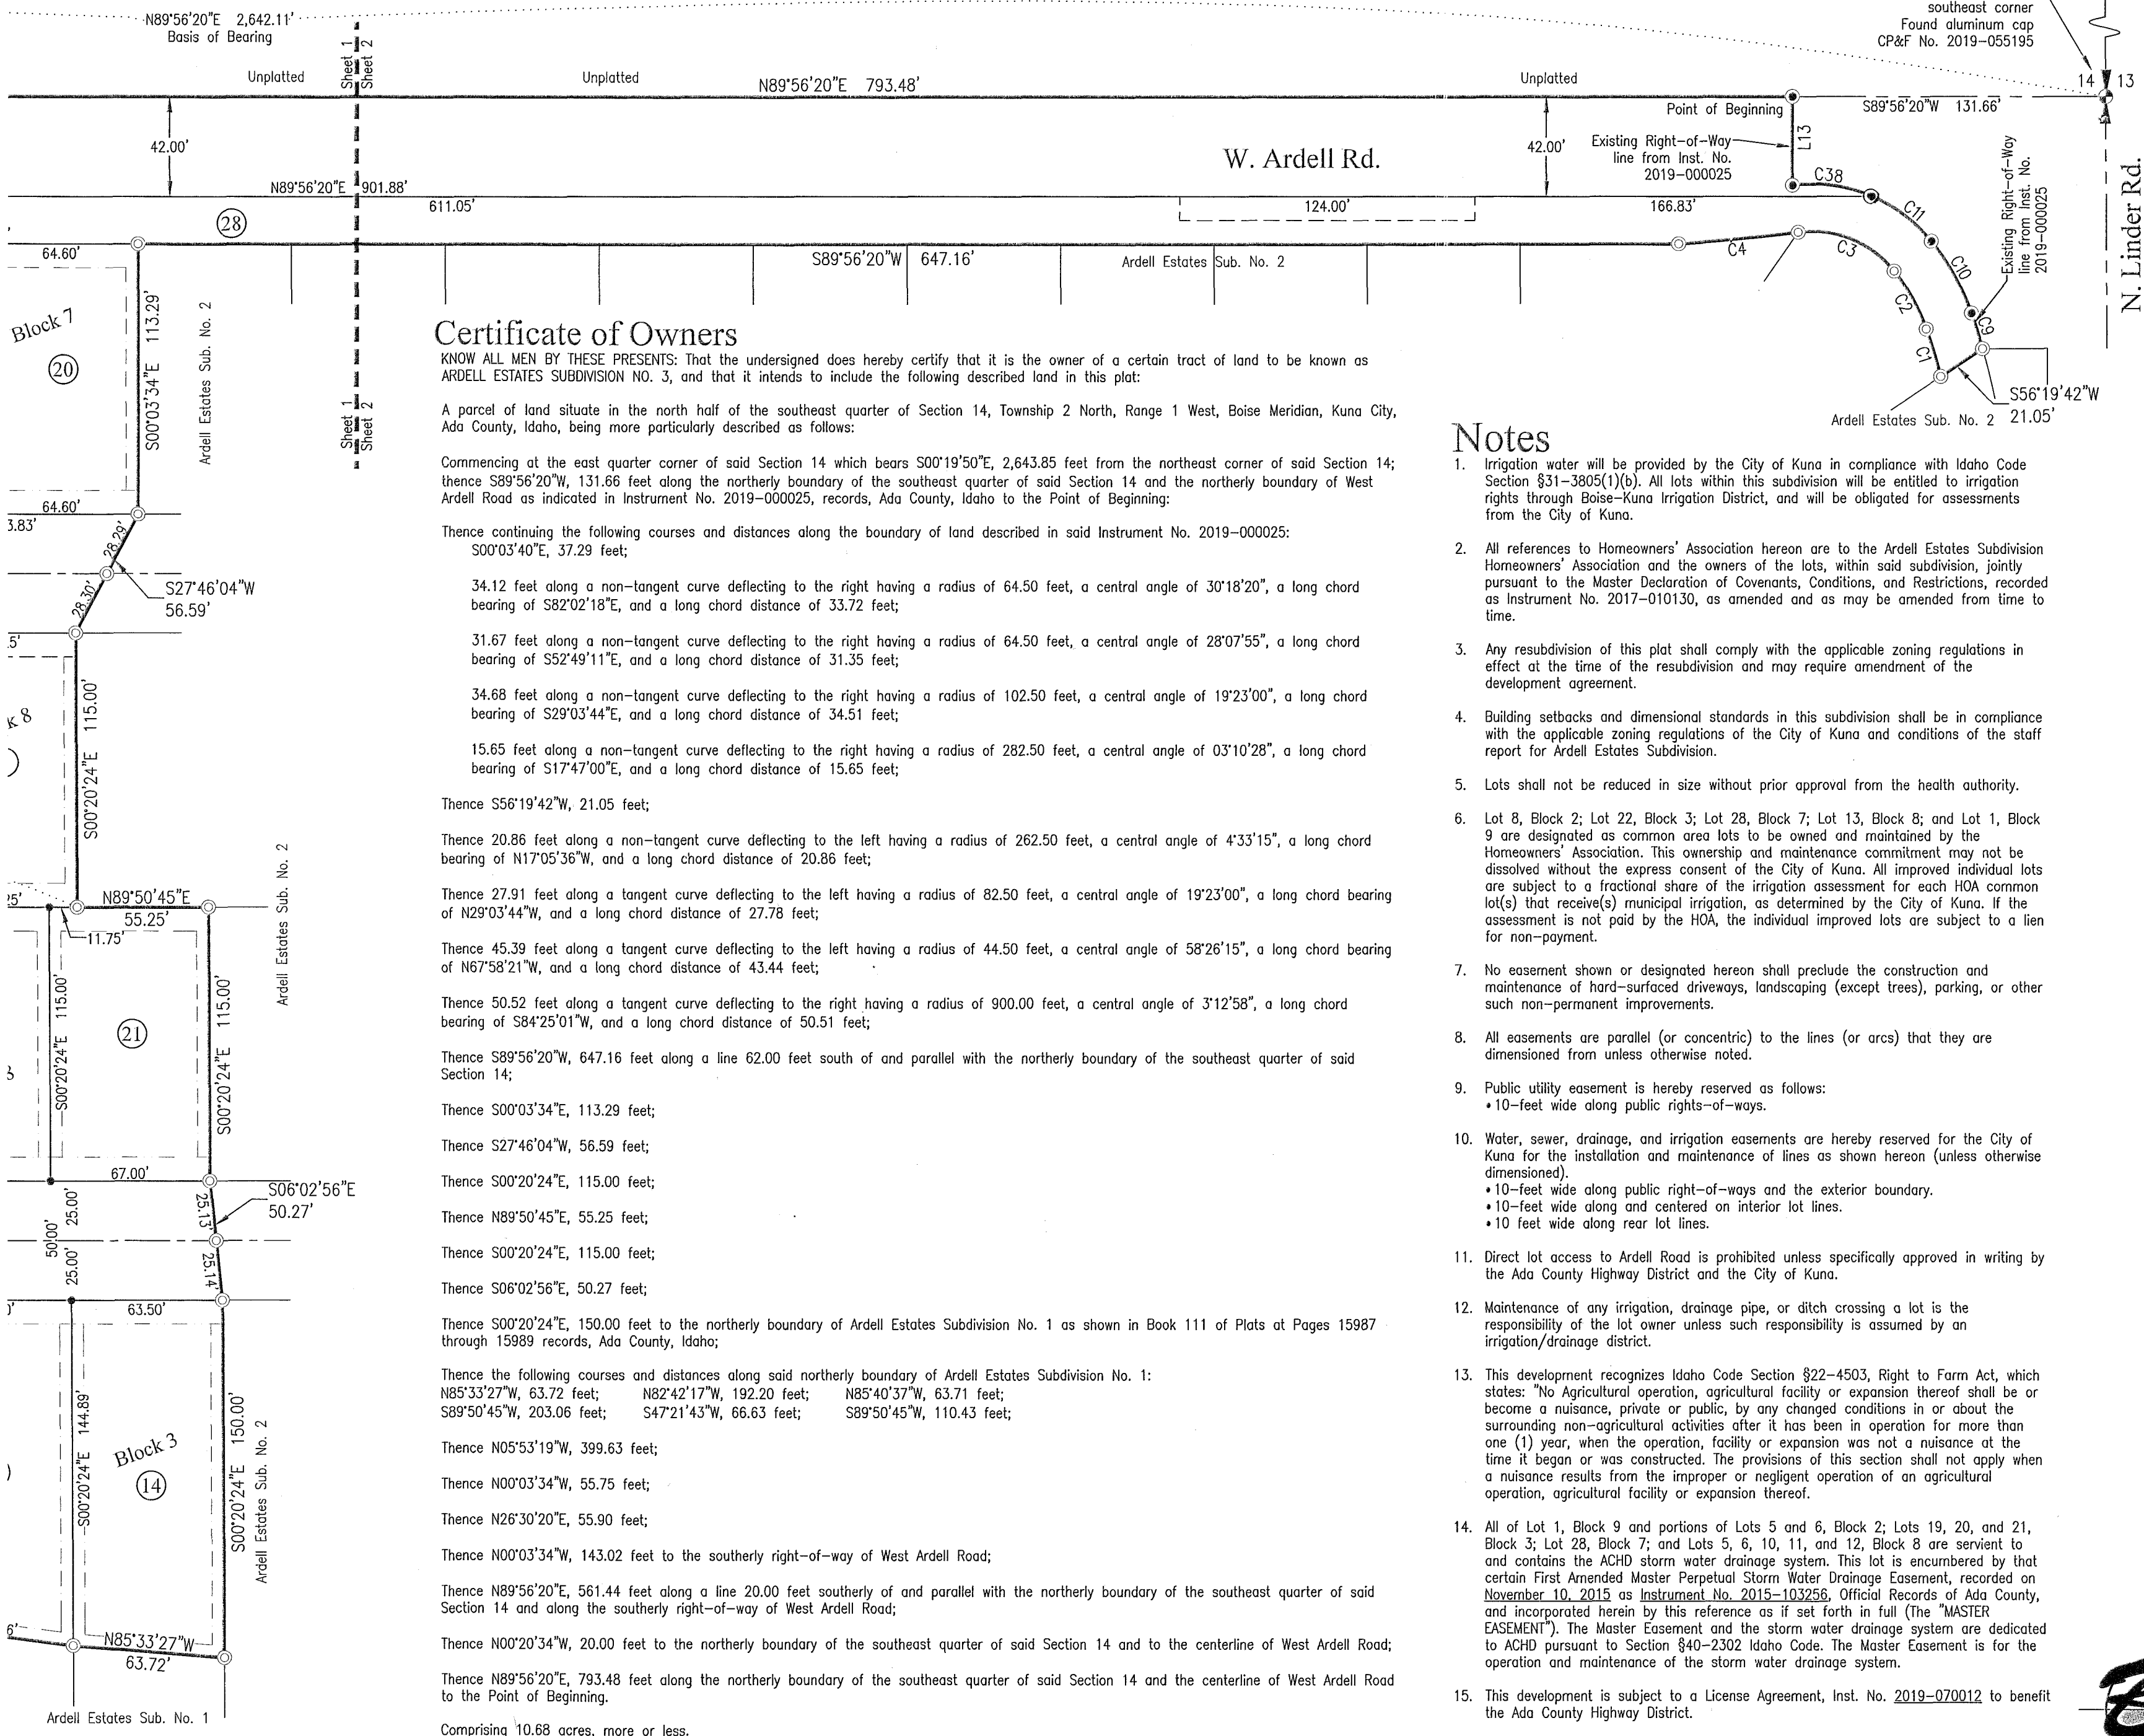 N89°56'20"E 2,642.11'
Basis of Bearing
Unplatted
Sheet 1
Sheet 2
Unplatted
N89°56'20"E 793.48'
Unplatted
southeast corner
Found aluminum cap
CP&F No. 2019-055195
14
13
Point of Beginning
S89°56'20"W 131.66'
42.00'
W. Ardell Rd.
42.00'
Existing Right-of-Way
line from Inst. No.
2019-000025
L13
C38
Existing Right-of-Way
line from Inst. No.
2019-000025
N. Linder Rd.
N89°56'20"E 901.88'
611.05'
124.00'
166.83'
28
C11
C10
C9
C4
C3
C2
C1
64.60'
S89°56'20"W 647.16'
Ardell Estates Sub. No. 2
S56°19'42"W
21.05'
Ardell Estates Sub. No. 2
Block 7
20
S00°03'34"E 113.29'
Ardell Estates Sub. No. 2
Sheet 1
Sheet 2
64.60'
3.83'
28.29'
28.30'
S27°46'04"W
56.59'
5'
k 8
S00°20'24"E 115.00'
Ardell Estates Sub. No. 2
N89°50'45"E
55.25'
25'
11.75'
S00°20'24"E 115.00'
21
S00°20'24"E 115.00'
67.00'
25.13'
S06°02'56"E
50.27'
25.00'
50.00'
25.00'
25.14'
63.50'
S00°20'24"E 144.89'
Block 3
14
S00°20'24"E 150.00'
Ardell Estates Sub. No. 2
6'
N85°33'27"W
63.72'
Ardell Estates Sub. No. 1
Certificate of Owners
KNOW ALL MEN BY THESE PRESENTS: That the undersigned does hereby certify that it is the owner of a certain tract of land to be known as
ARDELL ESTATES SUBDIVISION NO. 3, and that it intends to include the following described land in this plat:
A parcel of land situate in the north half of the southeast quarter of Section 14, Township 2 North, Range 1 West, Boise Meridian, Kuna City,
Ada County, Idaho, being more particularly described as follows:
Commencing at the east quarter corner of said Section 14 which bears S00°19'50"E, 2,643.85 feet from the northeast corner of said Section 14;
thence S89°56'20"W, 131.66 feet along the northerly boundary of the southeast quarter of said Section 14 and the northerly boundary of West
Ardell Road as indicated in Instrument No. 2019-000025, records, Ada County, Idaho to the Point of Beginning:
Thence continuing the following courses and distances along the boundary of land described in said Instrument No. 2019-000025:
S00°03'40"E, 37.29 feet;
34.12 feet along a non-tangent curve deflecting to the right having a radius of 64.50 feet, a central angle of 30°18'20", a long chord
bearing of S82°02'18"E, and a long chord distance of 33.72 feet;
31.67 feet along a non-tangent curve deflecting to the right having a radius of 64.50 feet, a central angle of 28°07'55", a long chord
bearing of S52°49'11"E, and a long chord distance of 31.35 feet;
34.68 feet along a non-tangent curve deflecting to the right having a radius of 102.50 feet, a central angle of 19°23'00", a long chord
bearing of S29°03'44"E, and a long chord distance of 34.51 feet;
15.65 feet along a non-tangent curve deflecting to the right having a radius of 282.50 feet, a central angle of 03°10'28", a long chord
bearing of S17°47'00"E, and a long chord distance of 15.65 feet;
Thence S56°19'42"W, 21.05 feet;
Thence 20.86 feet along a non-tangent curve deflecting to the left having a radius of 262.50 feet, a central angle of 4°33'15", a long chord
bearing of N17°05'36"W, and a long chord distance of 20.86 feet;
Thence 27.91 feet along a tangent curve deflecting to the left having a radius of 82.50 feet, a central angle of 19°23'00", a long chord bearing
of N29°03'44"W, and a long chord distance of 27.78 feet;
Thence 45.39 feet along a tangent curve deflecting to the left having a radius of 44.50 feet, a central angle of 58°26'15", a long chord bearing
of N67°58'21"W, and a long chord distance of 43.44 feet;
Thence 50.52 feet along a tangent curve deflecting to the right having a radius of 900.00 feet, a central angle of 3°12'58", a long chord
bearing of S84°25'01"W, and a long chord distance of 50.51 feet;
Thence S89°56'20"W, 647.16 feet along a line 62.00 feet south of and parallel with the northerly boundary of the southeast quarter of said
Section 14;
Thence S00°03'34"E, 113.29 feet;
Thence S27°46'04"W, 56.59 feet;
Thence S00°20'24"E, 115.00 feet;
Thence N89°50'45"E, 55.25 feet;
Thence S00°20'24"E, 115.00 feet;
Thence S06°02'56"E, 50.27 feet;
Thence S00°20'24"E, 150.00 feet to the northerly boundary of Ardell Estates Subdivision No. 1 as shown in Book 111 of Plats at Pages 15987
through 15989 records, Ada County, Idaho;
Thence the following courses and distances along said northerly boundary of Ardell Estates Subdivision No. 1:
N85°33'27"W, 63.72 feet; N82°42'17"W, 192.20 feet; N85°40'37"W, 63.71 feet;
S89°50'45"W, 203.06 feet; S47°21'43"W, 66.63 feet; S89°50'45"W, 110.43 feet;
Thence N05°53'19"W, 399.63 feet;
Thence N00°03'34"W, 55.75 feet;
Thence N26°30'20"E, 55.90 feet;
Thence N00°03'34"W, 143.02 feet to the southerly right-of-way of West Ardell Road;
Thence N89°56'20"E, 561.44 feet along a line 20.00 feet southerly of and parallel with the northerly boundary of the southeast quarter of said
Section 14 and along the southerly right-of-way of West Ardell Road;
Thence N00°20'34"W, 20.00 feet to the northerly boundary of the southeast quarter of said Section 14 and to the centerline of West Ardell Road;
Thence N89°56'20"E, 793.48 feet along the northerly boundary of the southeast quarter of said Section 14 and the centerline of West Ardell Road
to the Point of Beginning.
Comprising 10.68 acres, more or less.
Notes
1. Irrigation water will be provided by the City of Kuna in compliance with Idaho Code
Section §31-3805(1)(b). All lots within this subdivision will be entitled to irrigation
rights through Boise-Kuna Irrigation District, and will be obligated for assessments
from the City of Kuna.
2. All references to Homeowners' Association hereon are to the Ardell Estates Subdivision
Homeowners' Association and the owners of the lots, within said subdivision, jointly
pursuant to the Master Declaration of Covenants, Conditions, and Restrictions, recorded
as Instrument No. 2017-010130, as amended and as may be amended from time to
time.
3. Any resubdivision of this plat shall comply with the applicable zoning regulations in
effect at the time of the resubdivision and may require amendment of the
development agreement.
4. Building setbacks and dimensional standards in this subdivision shall be in compliance
with the applicable zoning regulations of the City of Kuna and conditions of the staff
report for Ardell Estates Subdivision.
5. Lots shall not be reduced in size without prior approval from the health authority.
6. Lot 8, Block 2; Lot 22, Block 3; Lot 28, Block 7; Lot 13, Block 8; and Lot 1, Block
9 are designated as common area lots to be owned and maintained by the
Homeowners' Association. This ownership and maintenance commitment may not be
dissolved without the express consent of the City of Kuna. All improved individual lots
are subject to a fractional share of the irrigation assessment for each HOA common
lot(s) that receive(s) municipal irrigation, as determined by the City of Kuna. If the
assessment is not paid by the HOA, the individual improved lots are subject to a lien
for non-payment.
7. No easement shown or designated hereon shall preclude the construction and
maintenance of hard-surfaced driveways, landscaping (except trees), parking, or other
such non-permanent improvements.
8. All easements are parallel (or concentric) to the lines (or arcs) that they are
dimensioned from unless otherwise noted.
9. Public utility easement is hereby reserved as follows:
• 10-feet wide along public rights-of-ways.
10. Water, sewer, drainage, and irrigation easements are hereby reserved for the City of
Kuna for the installation and maintenance of lines as shown hereon (unless otherwise
dimensioned).
• 10-feet wide along public right-of-ways and the exterior boundary.
• 10-feet wide along and centered on interior lot lines.
• 10 feet wide along rear lot lines.
11. Direct lot access to Ardell Road is prohibited unless specifically approved in writing by
the Ada County Highway District and the City of Kuna.
12. Maintenance of any irrigation, drainage pipe, or ditch crossing a lot is the
responsibility of the lot owner unless such responsibility is assumed by an
irrigation/drainage district.
13. This development recognizes Idaho Code Section §22-4503, Right to Farm Act, which
states: "No Agricultural operation, agricultural facility or expansion thereof shall be or
become a nuisance, private or public, by any changed conditions in or about the
surrounding non-agricultural activities after it has been in operation for more than
one (1) year, when the operation, facility or expansion was not a nuisance at the
time it began or was constructed. The provisions of this section shall not apply when
a nuisance results from the improper or negligent operation of an agricultural
operation, agricultural facility or expansion thereof.
14. All of Lot 1, Block 9 and portions of Lots 5 and 6, Block 2; Lots 19, 20, and 21,
Block 3; Lot 28, Block 7; and Lots 5, 6, 10, 11, and 12, Block 8 are servient to
and contains the ACHD storm water drainage system. This lot is encumbered by that
certain First Amended Master Perpetual Storm Water Drainage Easement, recorded on
November 10, 2015 as Instrument No. 2015-103256, Official Records of Ada County,
and incorporated herein by this reference as if set forth in full (The "MASTER
EASEMENT"). The Master Easement and the storm water drainage system are dedicated
to ACHD pursuant to Section §40-2302 Idaho Code. The Master Easement is for the
operation and maintenance of the storm water drainage system.
15. This development is subject to a License Agreement, Inst. No. 2019-070012 to benefit
the Ada County Highway District.